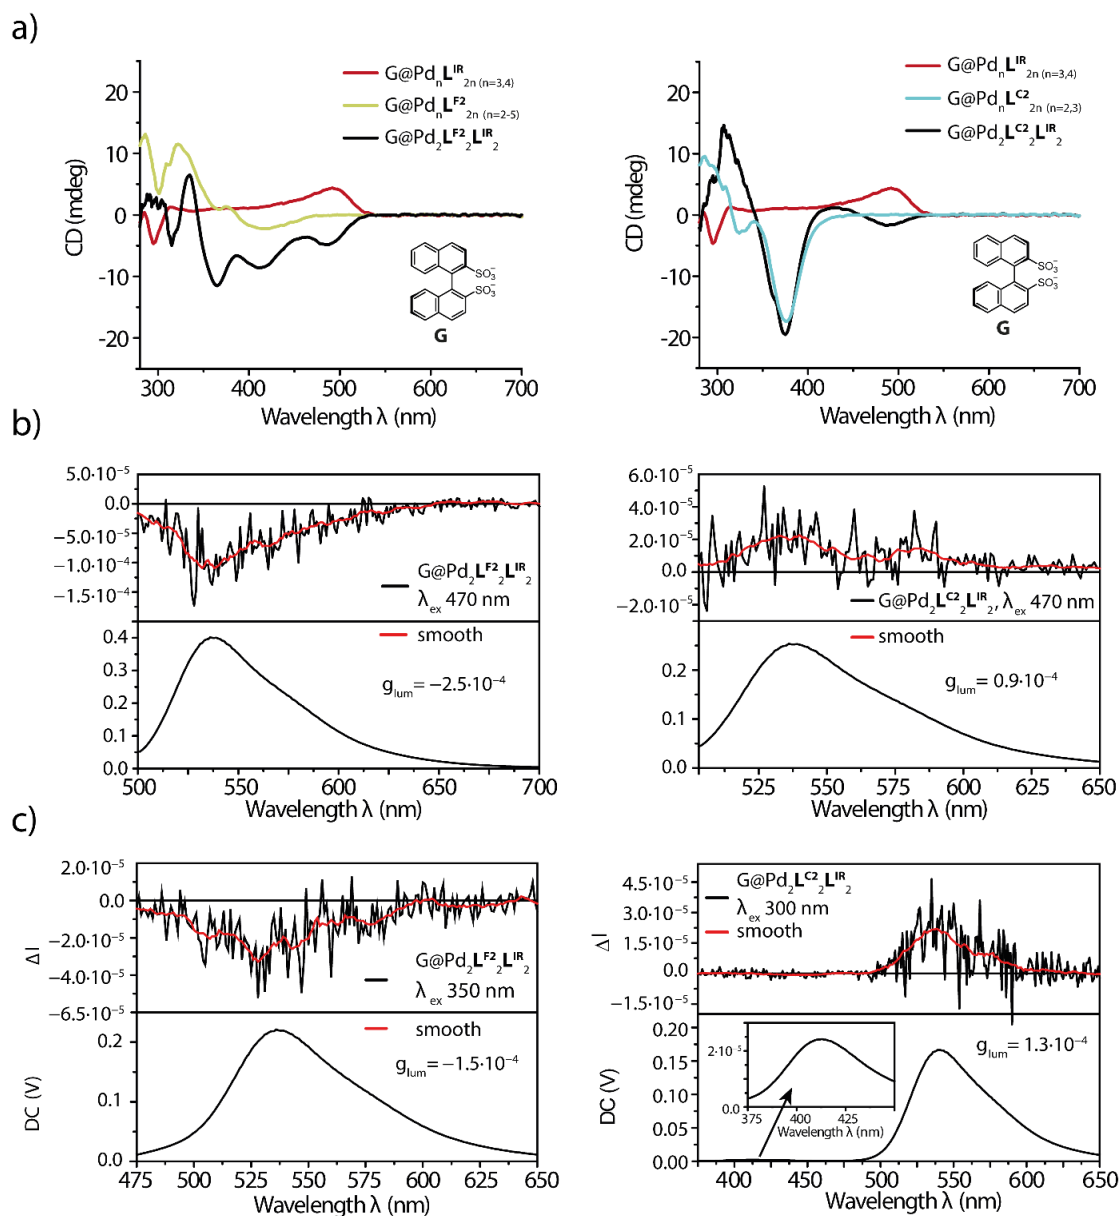 a)
20
10
0
-10
-20
CD (mdeg)
G@PdₙLᴵᴿ₂ₙ (n=3,4)
G@PdₙLF²₂ₙ (n=2-5)
G@Pd₂LF²₂Lᴵᴿ₂
SO₃⁻
SO₃⁻
G
300 400 500 600 700
Wavelength λ (nm)
20
10
0
-10
-20
CD (mdeg)
G@PdₙLᴵᴿ₂ₙ (n=3,4)
G@PdₙLC²₂ₙ (n=2,3)
G@Pd₂LC²₂Lᴵᴿ₂
SO₃⁻
SO₃⁻
G
300 400 500 600 700
Wavelength λ (nm)
b)
5.0·10⁻⁵
0.0
−5.0·10⁻⁵
−1.0·10⁻⁴
−1.5·10⁻⁴
G@Pd₂LF²₂Lᴵᴿ₂
λex 470 nm
smooth
glum= −2.5·10⁻⁴
0.4
0.3
0.2
0.1
0.0
500 550 600 650 700
Wavelength λ (nm)
6.0·10⁻⁵
4.0·10⁻⁵
2.0·10⁻⁵
0.0
−2.0·10⁻⁵
G@Pd₂LC²₂Lᴵᴿ₂, λex 470 nm
smooth
glum= 0.9·10⁻⁴
0.2
0.1
0.0
525 550 575 600 625 650
Wavelength λ (nm)
c)
2.0·10⁻⁵
0.0
−2.0·10⁻⁵
−4.0·10⁻⁵
−6.5·10⁻⁵
ΔI
G@Pd₂LF²₂Lᴵᴿ₂
λex 350 nm
smooth
glum= −1.5·10⁻⁴
0.2
0.1
0.0
DC (V)
475 500 525 550 575 600 625 650
Wavelength λ (nm)
G@Pd₂LC²₂Lᴵᴿ₂
λex 300 nm
smooth
4.5·10⁻⁵
3.0·10⁻⁵
1.5·10⁻⁵
0.0
−1.5·10⁻⁵
ΔI
glum= 1.3·10⁻⁴
0.20
0.15
0.10
0.05
0.00
DC (V)
2·10⁻⁵
0.0
375 400 425
Wavelength λ (nm)
400 450 500 550 600 650
Wavelength λ (nm)